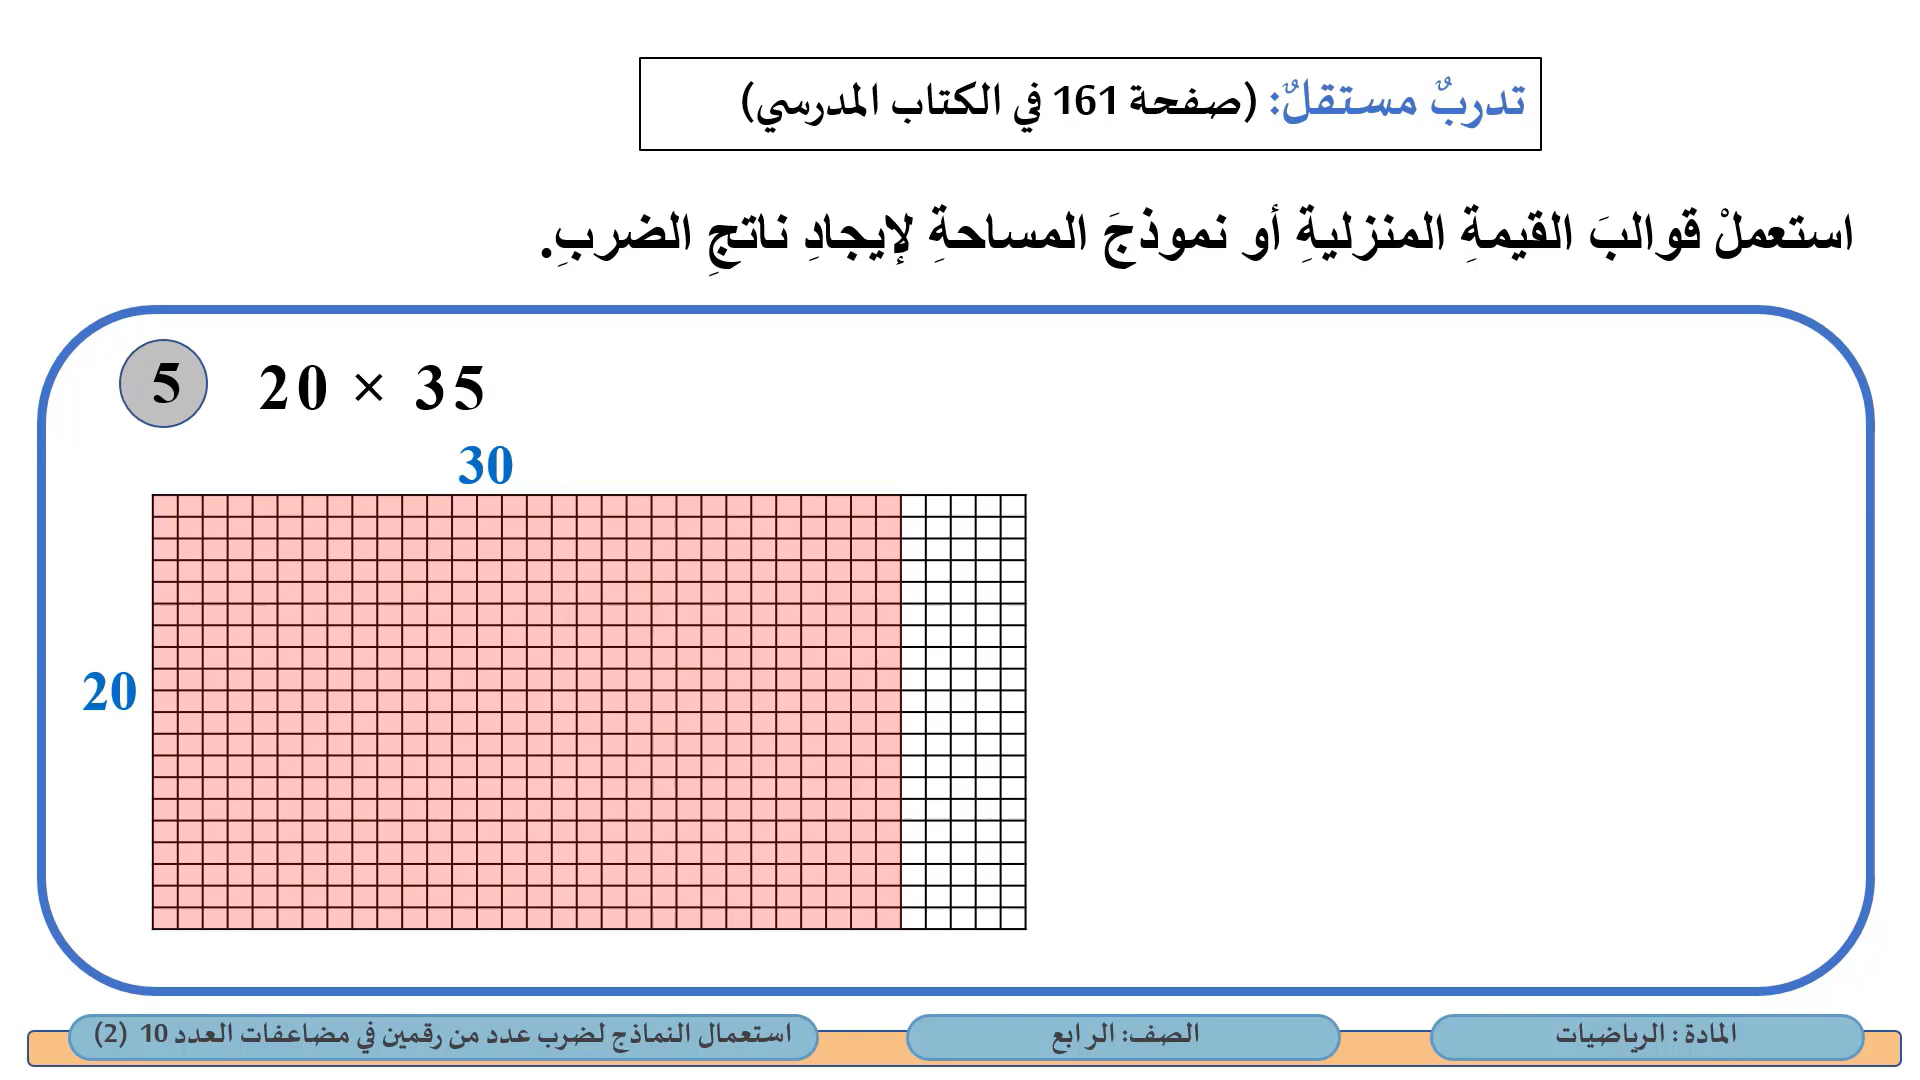 تدربٌ مستقلٌ: (صفحة 161 في الكتاب المدرسي)
استعملْ قوالبَ القيمةِ المنزليةِ أو نموذجَ المساحةِ لإيجادِ ناتجِ الضربِ.
5 20 × 35
30
20
المادة : الرياضيات
الصف: الرابع
استعمال النماذج لضرب عدد من رقمين في مضاعفات العدد 10 (2)